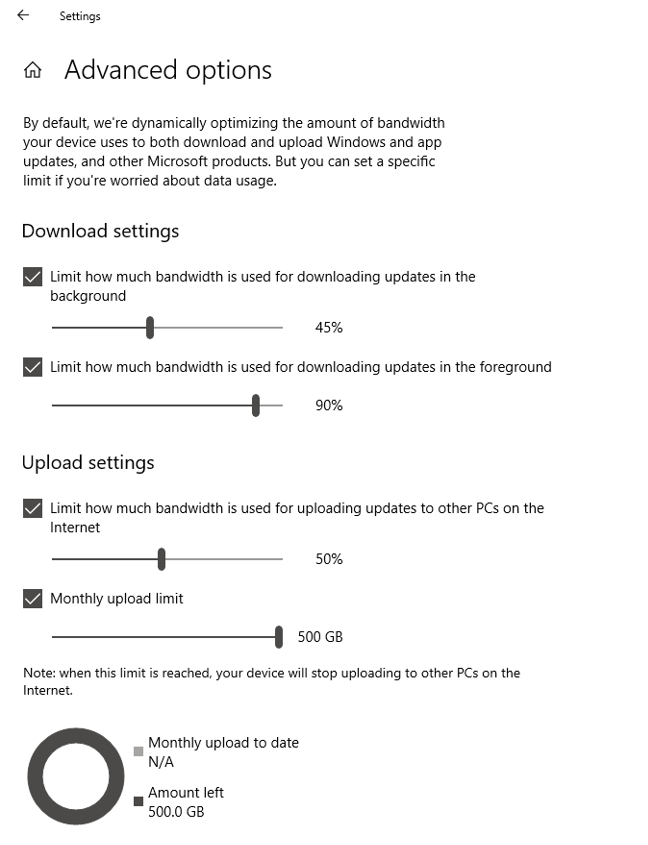 Settings
Advanced options
By default, we're dynamically optimizing the amount of bandwidth
your device uses to both download and upload Windows and app
updates, and other Microsoft products. But you can set a specific
limit if you're worried about data usage.
Download settings
Limit how much bandwidth is used for downloading updates in the
background
45%
Limit how much bandwidth is used for downloading updates in the foreground
90%
Upload settings
Limit how much bandwidth is used for uploading updates to other PCs on the
Internet
50%
Monthly upload limit
500 GB
Note: when this limit is reached, your device will stop uploading to other PCs on the
Internet.
Monthly upload to date
N/A
Amount left
500.0 GB